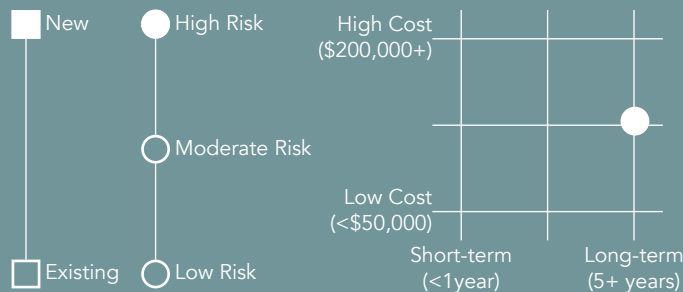 New
Existing
High Risk
Moderate Risk
Low Risk
High Cost
($200,000+)
Low Cost
(<$50,000)
Short-term
(<1year)
Long-term
(5+ years)